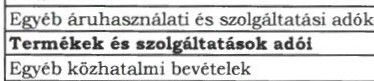 Egyéb áruhasználati és szolgáltatási adók
Termékek és szolgáltatások adói
Egyéb közhatalmi bevételek